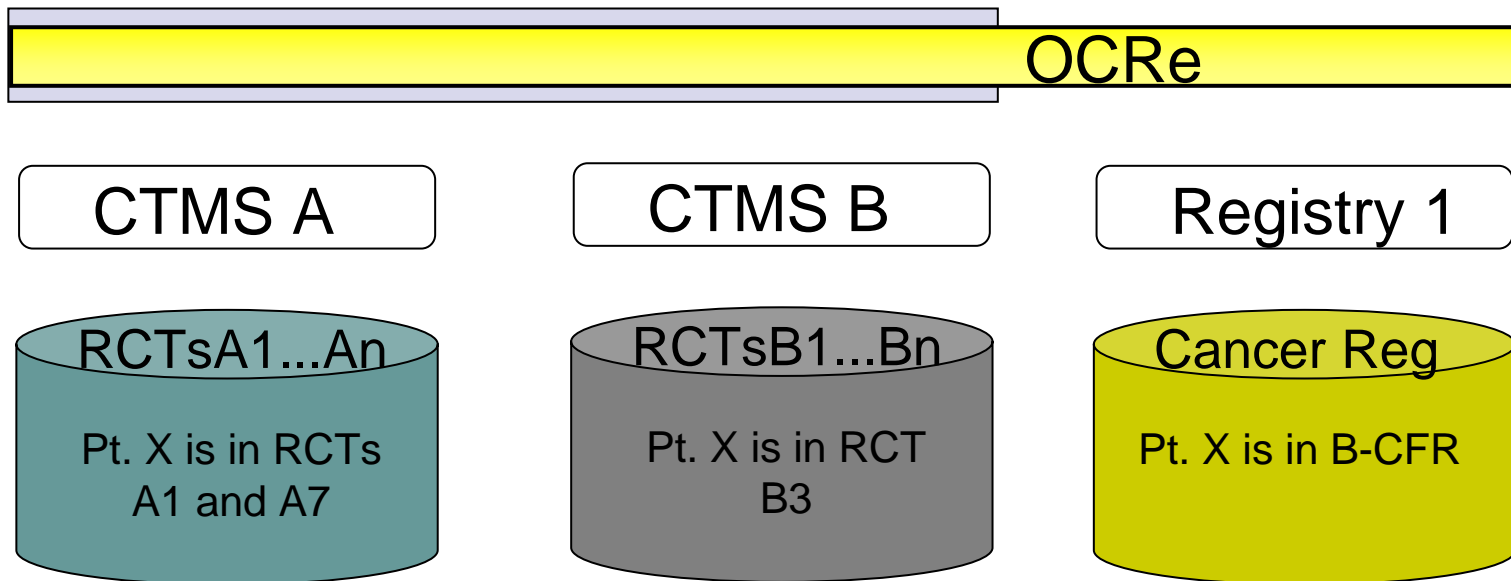 OCRe
CTMS A
CTMS B
Registry 1
RCTsA1...An
RCTsB1...Bn
Cancer Reg
Pt. X is in RCTs
A1 and A7
Pt. X is in RCT
B3
Pt. X is in B-CFR